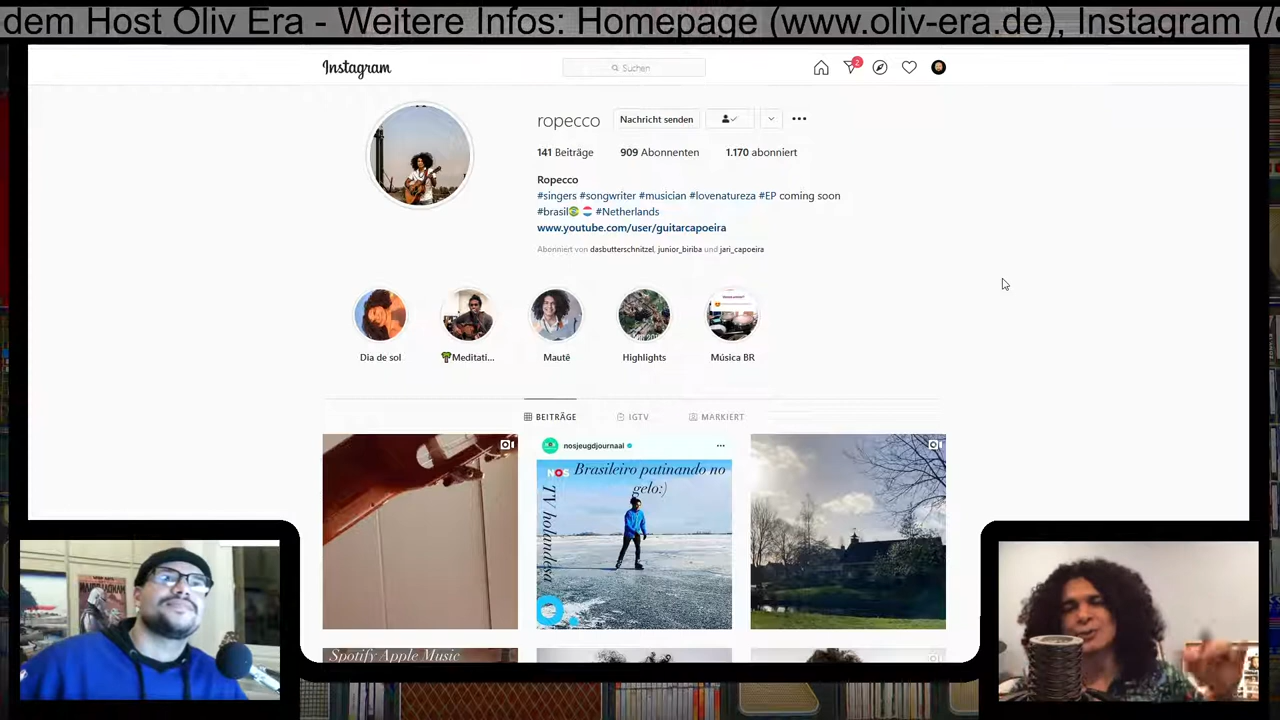 dem Host Oliv Era - Weitere Infos: Homepage (www.oliv-era.de), Instagram (/
Instagram
Suchen
2
ropecco
Nachricht senden
141 Beiträge 909 Abonnenten 1.170 abonniert
Ropecco
#singers #songwriter #musician #lovenatureza #EP coming soon
#brasil🇧🇷 🇳🇱 #Netherlands
www.youtube.com/user/guitarcapoeira
Abonniert von dasbutterschnitzel, junior_biriba und jari_capoeira
Dia de sol
🌳Meditati...
Mautê
Highlights
Música BR
BEITRÄGE
IGTV
MARKIERT
nosjeugdjournaal
NOS
Brasileiro patinando no
gelo:)
TV holandesa
Spotify Apple Music